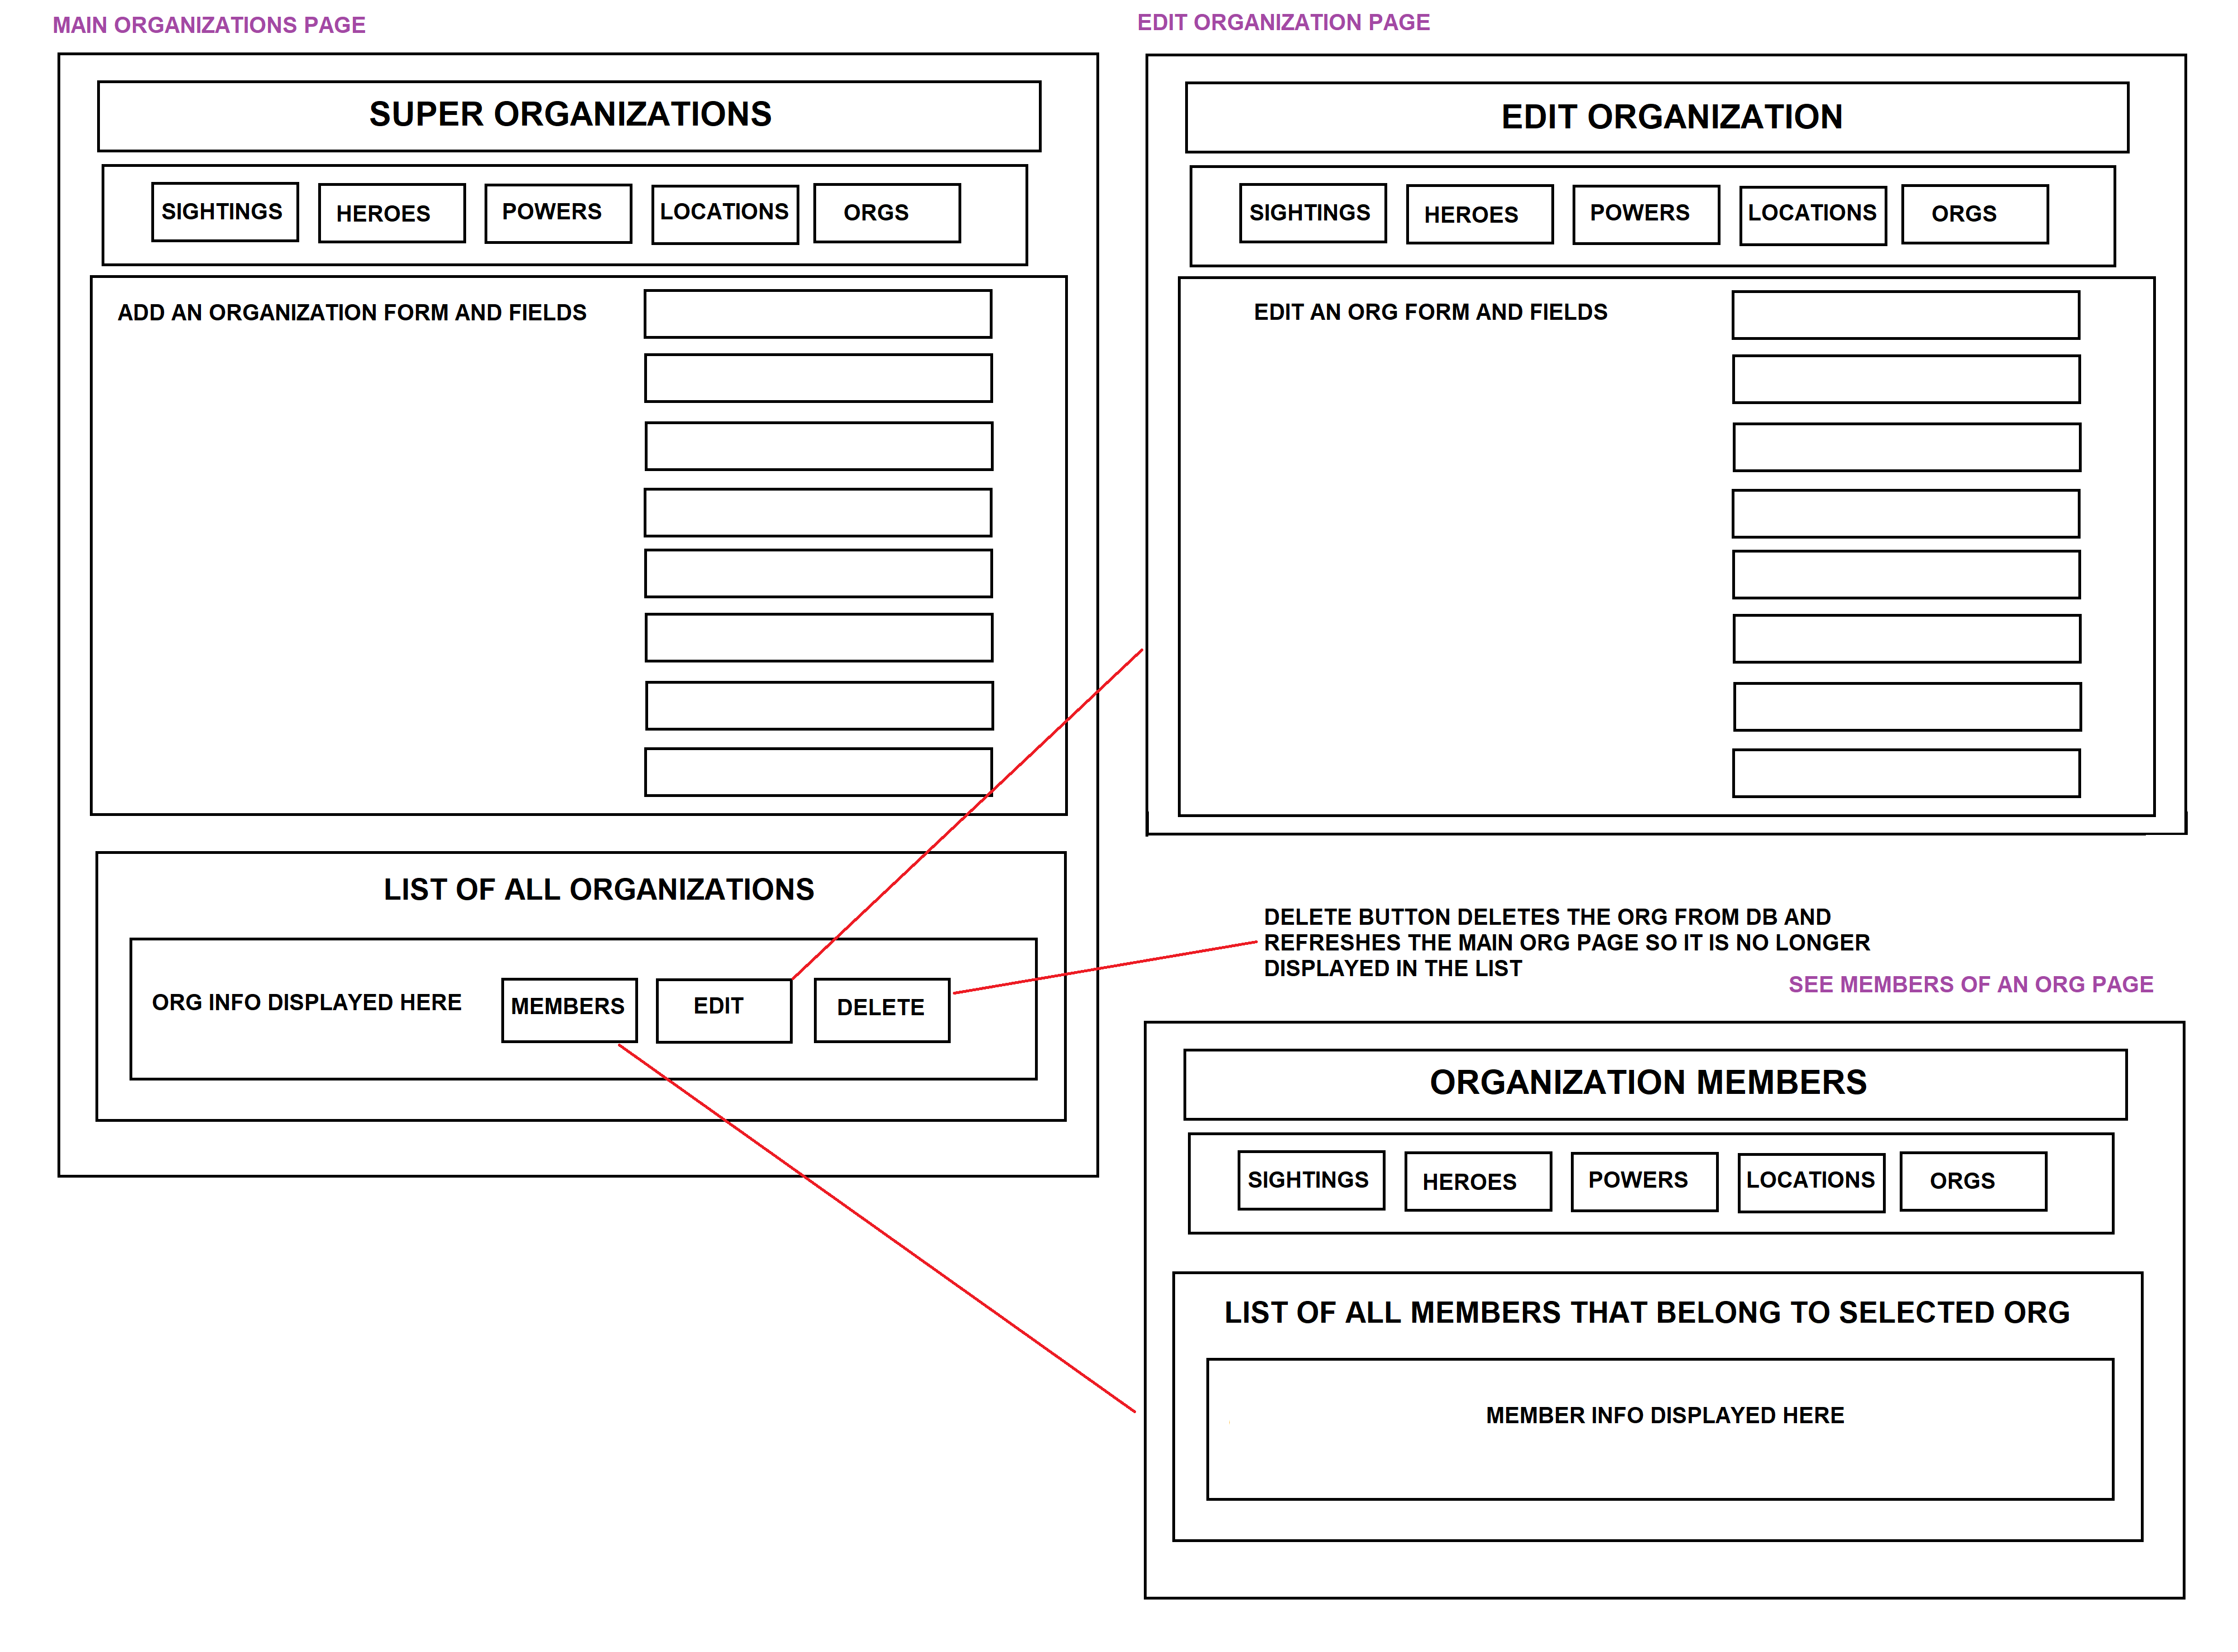 MAIN ORGANIZATIONS PAGE
SUPER ORGANIZATIONS
SIGHTINGS HEROES POWERS LOCATIONS ORGS
ADD AN ORGANIZATION FORM AND FIELDS
LIST OF ALL ORGANIZATIONS
ORG INFO DISPLAYED HERE MEMBERS EDIT DELETE
EDIT ORGANIZATION PAGE
EDIT ORGANIZATION
SIGHTINGS HEROES POWERS LOCATIONS ORGS
EDIT AN ORG FORM AND FIELDS
DELETE BUTTON DELETES THE ORG FROM DB AND
REFRESHES THE MAIN ORG PAGE SO IT IS NO LONGER
DISPLAYED IN THE LIST
SEE MEMBERS OF AN ORG PAGE
ORGANIZATION MEMBERS
SIGHTINGS HEROES POWERS LOCATIONS ORGS
LIST OF ALL MEMBERS THAT BELONG TO SELECTED ORG
MEMBER INFO DISPLAYED HERE